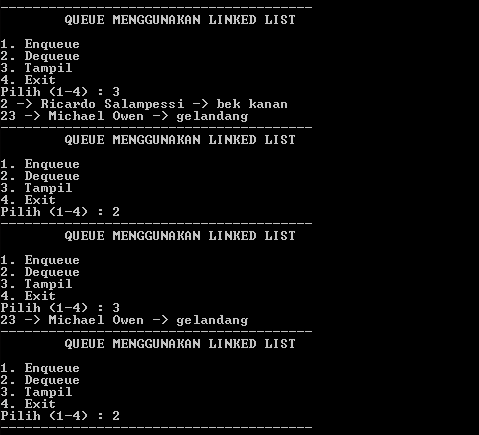 ----------------------------------------
QUEUE MENGGUNAKAN LINKED LIST
1. Enqueue
2. Dequeue
3. Tampil
4. Exit
Pilih (1-4) : 3
2 -> Ricardo Salampessi -> bek kanan
23 -> Michael Owen -> gelandang
----------------------------------------
QUEUE MENGGUNAKAN LINKED LIST
1. Enqueue
2. Dequeue
3. Tampil
4. Exit
Pilih (1-4) : 2
----------------------------------------
QUEUE MENGGUNAKAN LINKED LIST
1. Enqueue
2. Dequeue
3. Tampil
4. Exit
Pilih (1-4) : 3
23 -> Michael Owen -> gelandang
----------------------------------------
QUEUE MENGGUNAKAN LINKED LIST
1. Enqueue
2. Dequeue
3. Tampil
4. Exit
Pilih (1-4) : 2
----------------------------------------